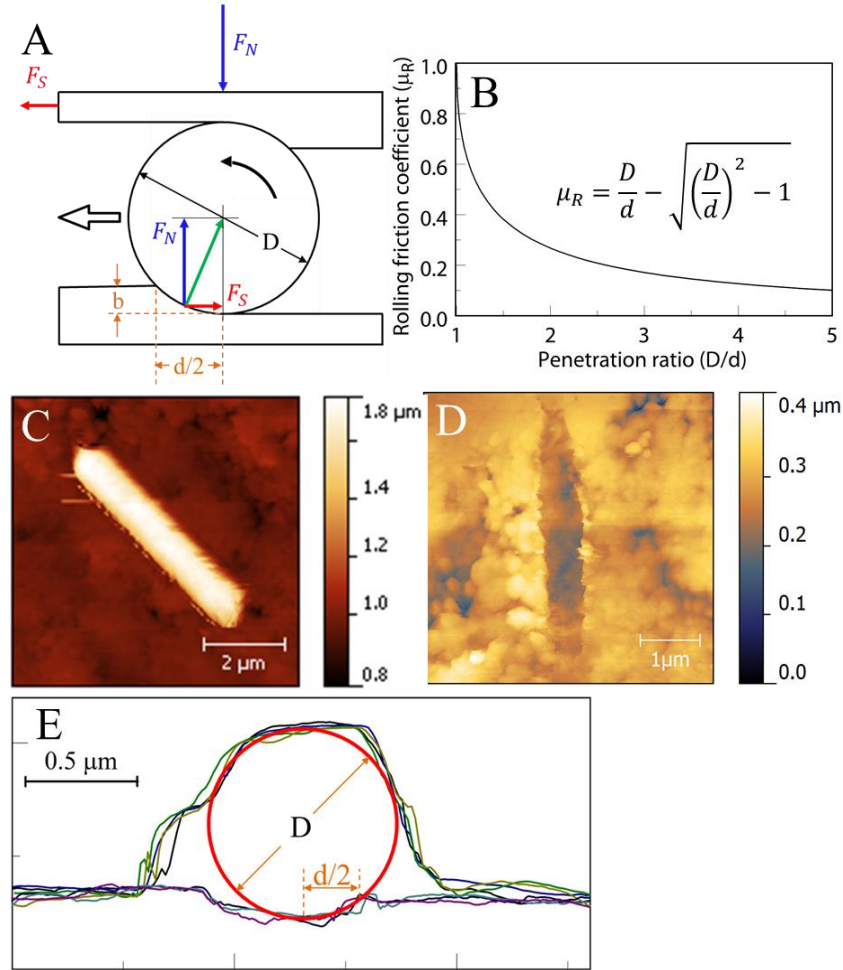 A
F_N
F_S
D
F_N
F_S
b
d/2
B
Rolling friction coefficient (μ_R)
1.0
0.8
0.6
0.4
0.2
0.0
μ_R = D/d − √((D/d)² − 1)
1 2 3 4 5
Penetration ratio (D/d)
C
2 μm
1.8 μm
1.4
1.2
1.0
0.8
D
1μm
0.4 μm
0.3
0.2
0.1
0.0
E
0.5 μm
D
d/2